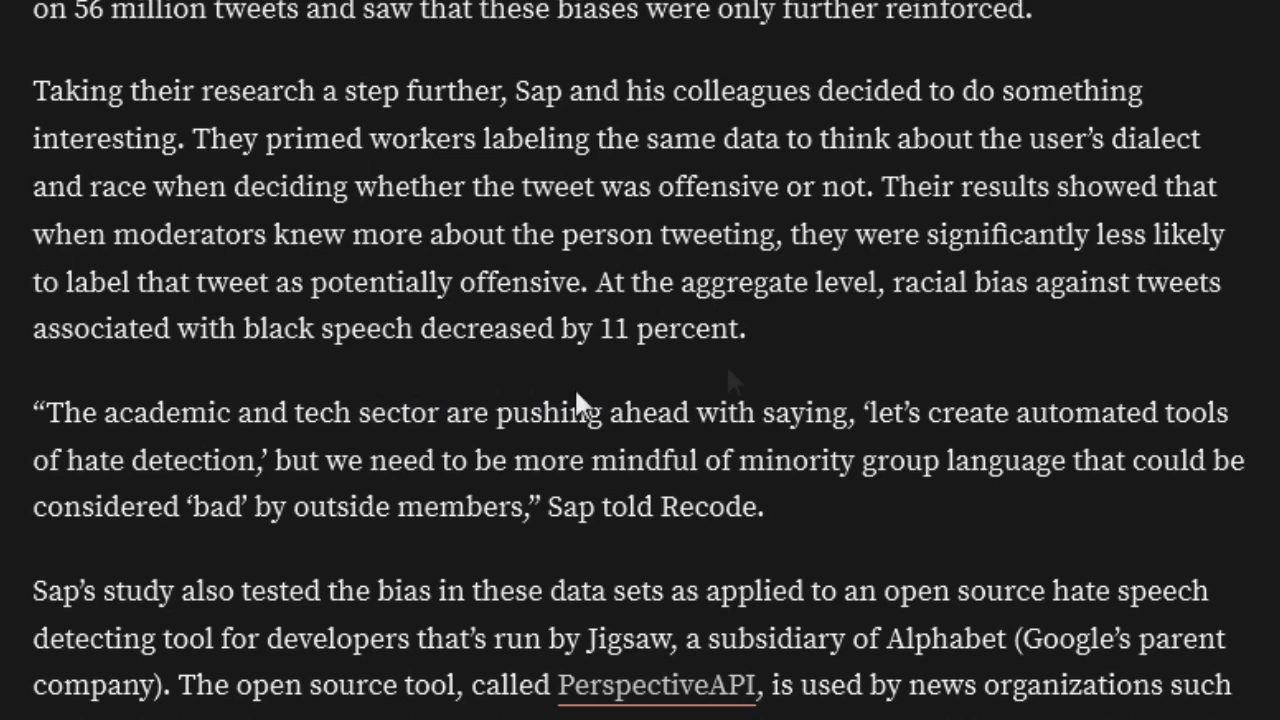 on 56 million tweets and saw that these biases were only further reinforced.
Taking their research a step further, Sap and his colleagues decided to do something
interesting. They primed workers labeling the same data to think about the user’s dialect
and race when deciding whether the tweet was offensive or not. Their results showed that
when moderators knew more about the person tweeting, they were significantly less likely
to label that tweet as potentially offensive. At the aggregate level, racial bias against tweets
associated with black speech decreased by 11 percent.
“The academic and tech sector are pushing ahead with saying, ‘let’s create automated tools
of hate detection,’ but we need to be more mindful of minority group language that could be
considered ‘bad’ by outside members,” Sap told Recode.
Sap’s study also tested the bias in these data sets as applied to an open source hate speech
detecting tool for developers that’s run by Jigsaw, a subsidiary of Alphabet (Google’s parent
company). The open source tool, called PerspectiveAPI, is used by news organizations such